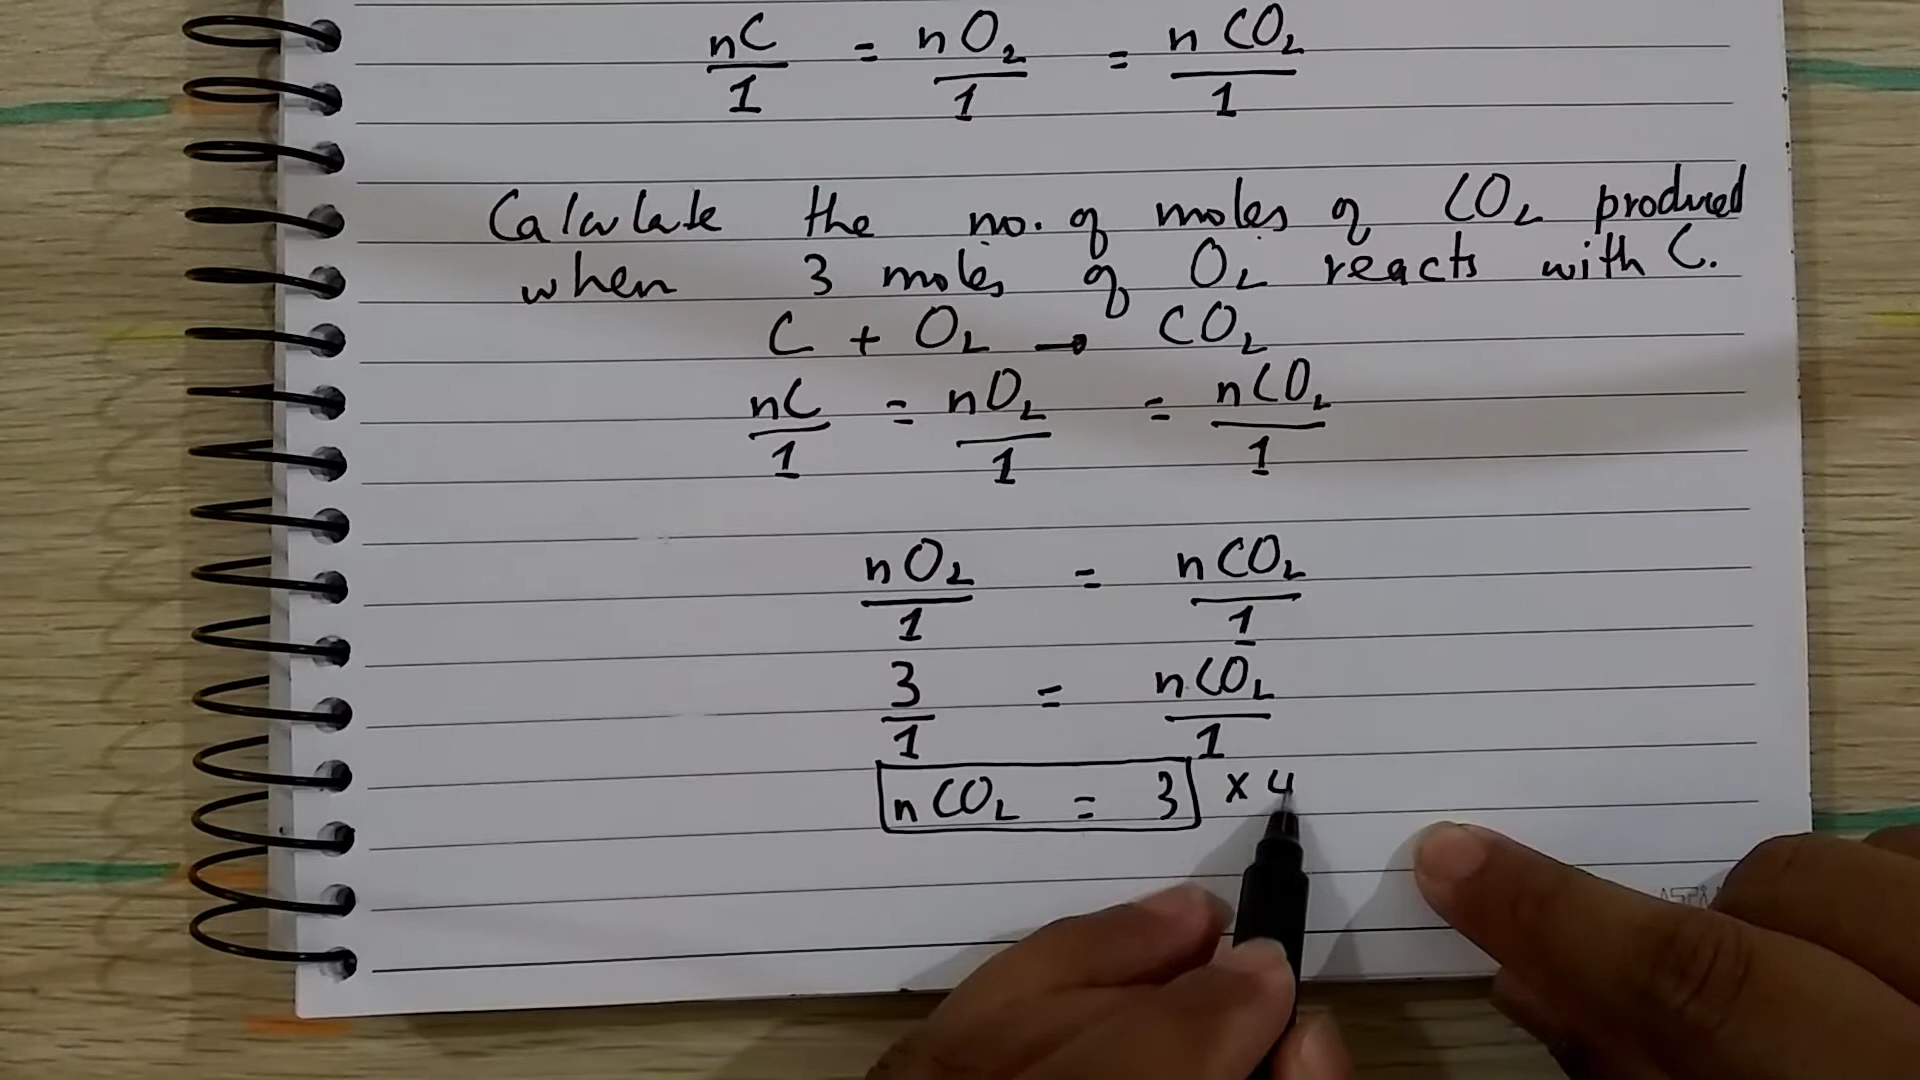 nC/1 = nO₂/1 = nCO₂/1
Calculate the no. of moles of CO₂ produced
when 3 moles of O₂ reacts with C.
C + O₂ → CO₂
nC/1 = nO₂/1 = nCO₂/1
nO₂/1 = nCO₂/1
3/1 = nCO₂/1
nCO₂ = 3 x 4